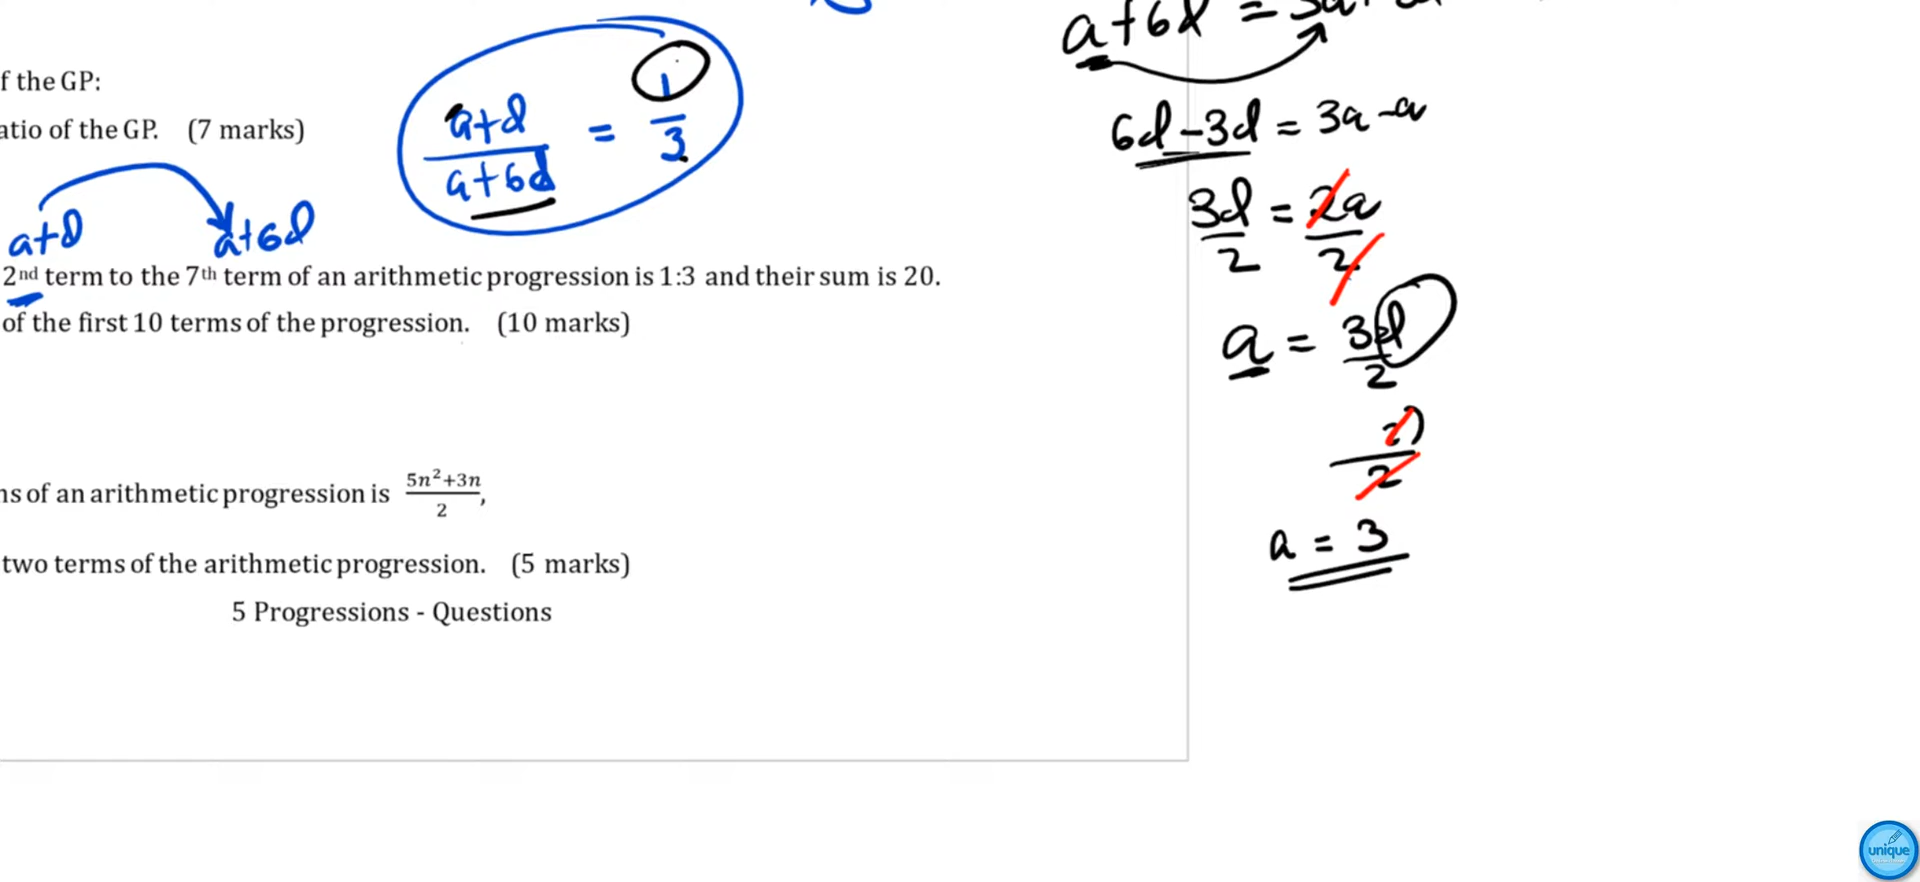 a+6d = 3a+
f the GP:
atio of the GP. (7 marks)
a+d / a+6d = 1/3
6d-3d = 3a-a
3d/2 = 2a/2
a+d a+6d
2nd term to the 7th term of an arithmetic progression is 1:3 and their sum is 20.
of the first 10 terms of the progression. (10 marks)
a = 3d/2
2
ns of an arithmetic progression is 5n²+3n/2,
a = 3
two terms of the arithmetic progression. (5 marks)
5 Progressions - Questions
unique